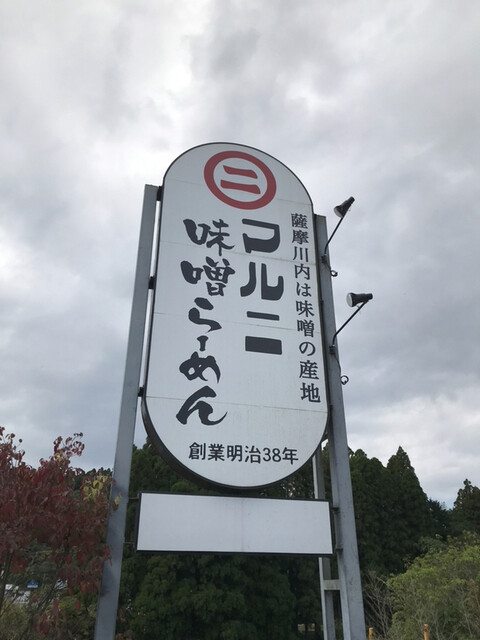 二
薩摩川内は味噌の産地
マルニ
味噌らーめん
創業明治38年